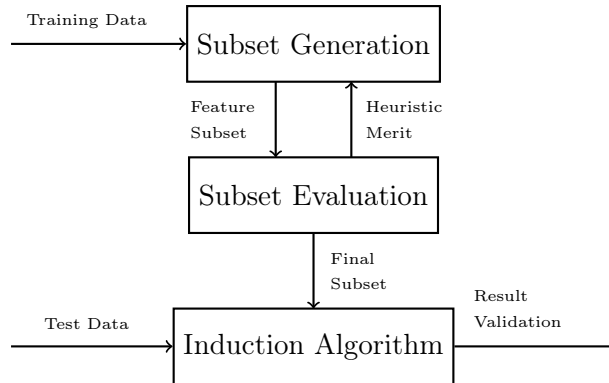 Training Data
Subset Generation
Feature
Subset
Heuristic
Merit
Subset Evaluation
Final
Subset
Test Data
Induction Algorithm
Result
Validation